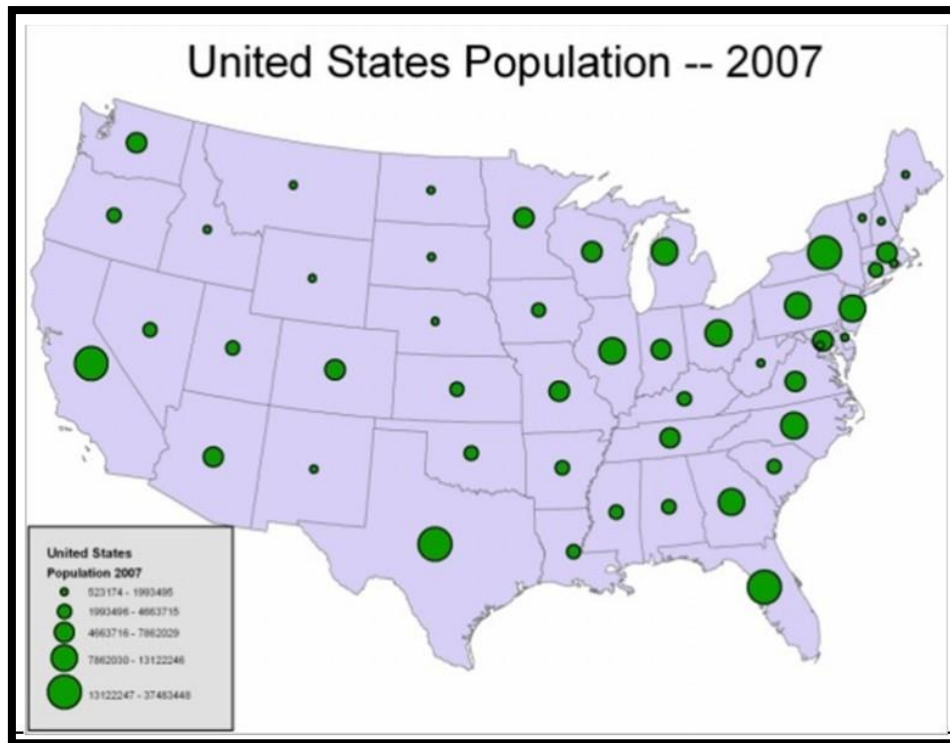 United States Population -- 2007
United States
Population 2007
523174 - 1993495
1993496 - 4663715
4663716 - 7862029
7862030 - 13122246
13122247 - 37483448